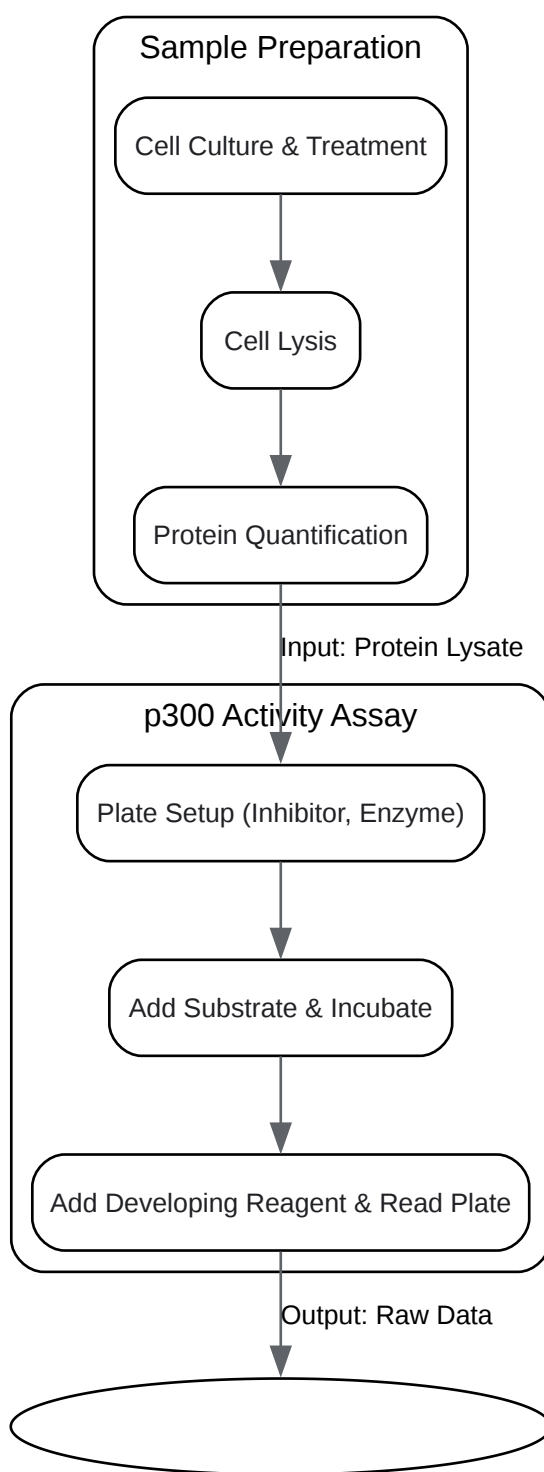 Sample Preparation
Cell Culture & Treatment
Cell Lysis
Protein Quantification
Input: Protein Lysate
p300 Activity Assay
Plate Setup (Inhibitor, Enzyme)
Add Substrate & Incubate
Add Developing Reagent & Read Plate
Output: Raw Data